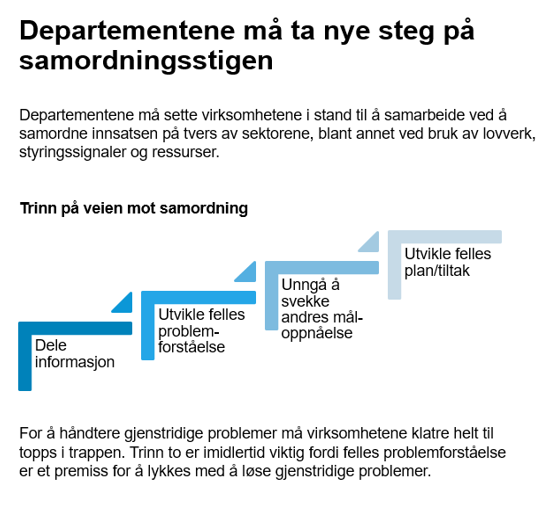 Departementene må ta nye steg på
samordningsstigen
Departementene må sette virksomhetene i stand til å samarbeide ved å
samordne innsatsen på tvers av sektorene, blant annet ved bruk av lovverk,
styringssignaler og ressurser.
Trinn på veien mot samordning
Dele
informasjon
Utvikle felles
problem-
forståelse
Unngå å
svekke
andres mål-
oppnåelse
Utvikle felles
plan/tiltak
For å håndtere gjenstridige problemer må virksomhetene klatre helt til
topps i trappen. Trinn to er imidlertid viktig fordi felles problemforståelse
er et premiss for å lykkes med å løse gjenstridige problemer.